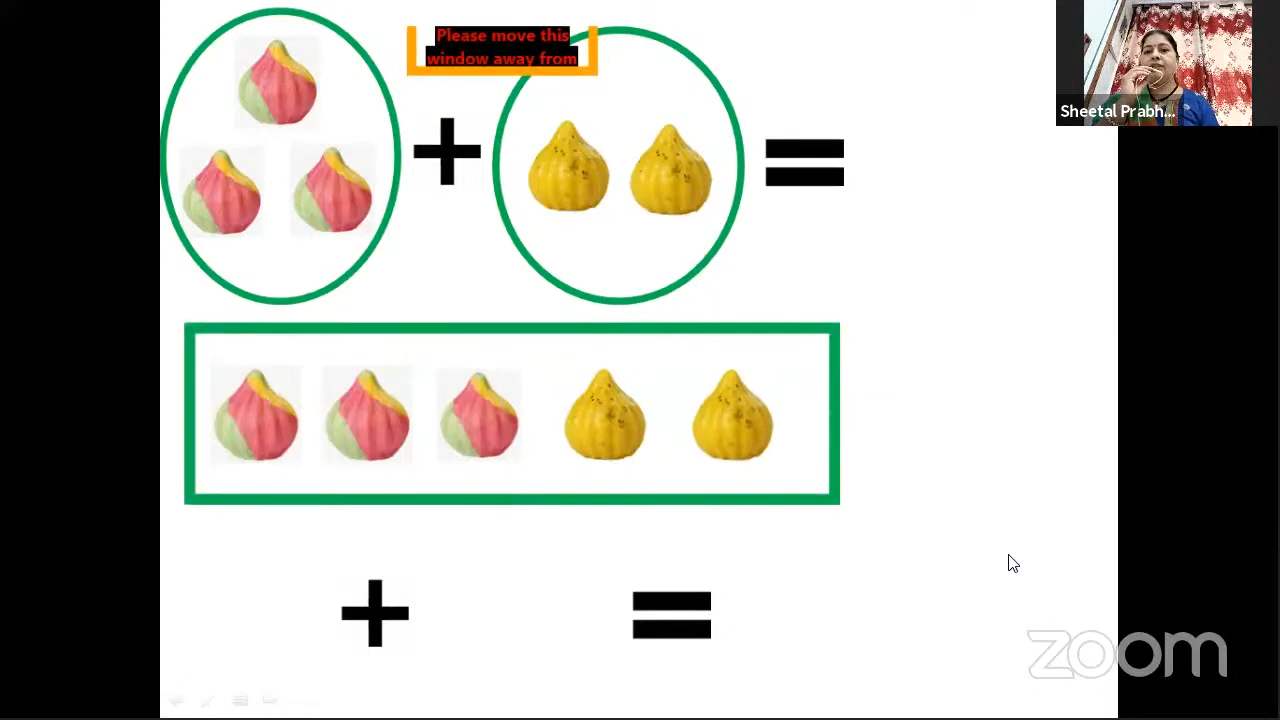 Please move this
window away from
+
=
Sheetal Prabh...
+
=
zoom